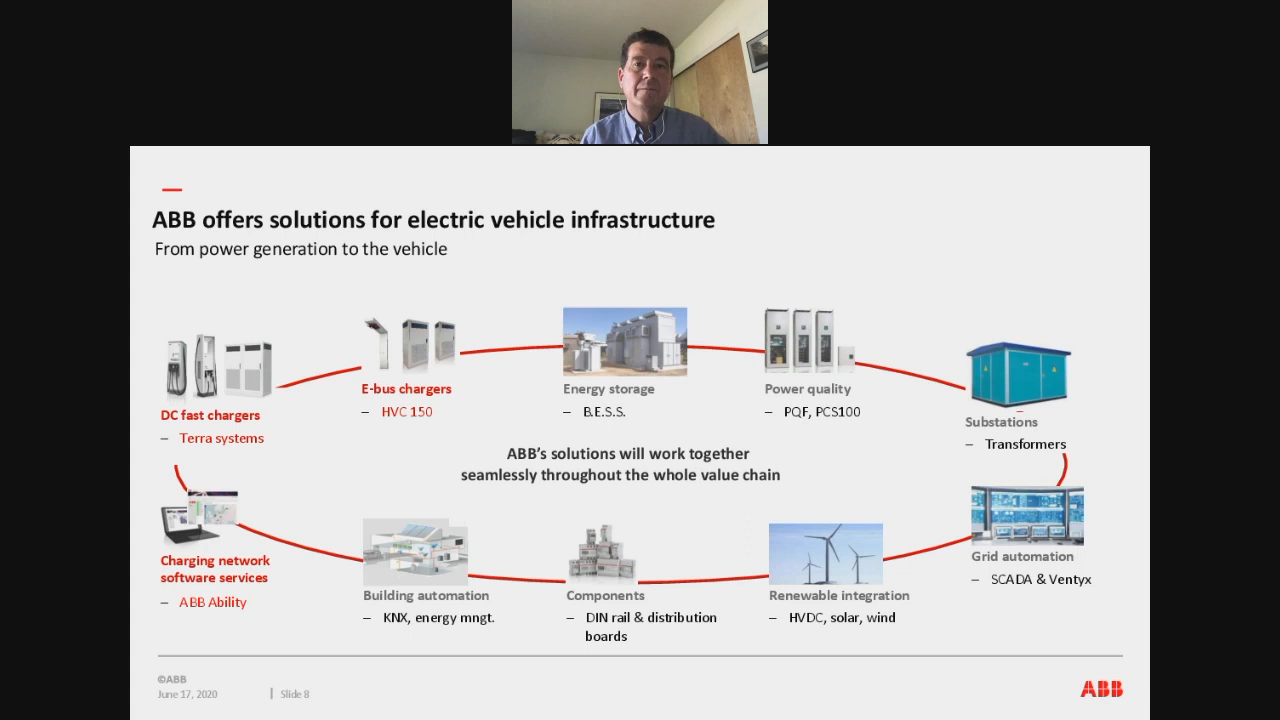 ABB offers solutions for electric vehicle infrastructure
From power generation to the vehicle
DC fast chargers
– Terra systems
E-bus chargers
– HVC 150
Energy storage
– B.E.S.S.
Power quality
– PQF, PCS100
Substations
– Transformers
ABB's solutions will work together
seamlessly throughout the whole value chain
Charging network
software services
– ABB Ability
Building automation
– KNX, energy mngt.
Components
– DIN rail & distribution
boards
Renewable integration
– HVDC, solar, wind
Grid automation
– SCADA & Ventyx
©ABB
June 17, 2020 | Slide 8
ABB